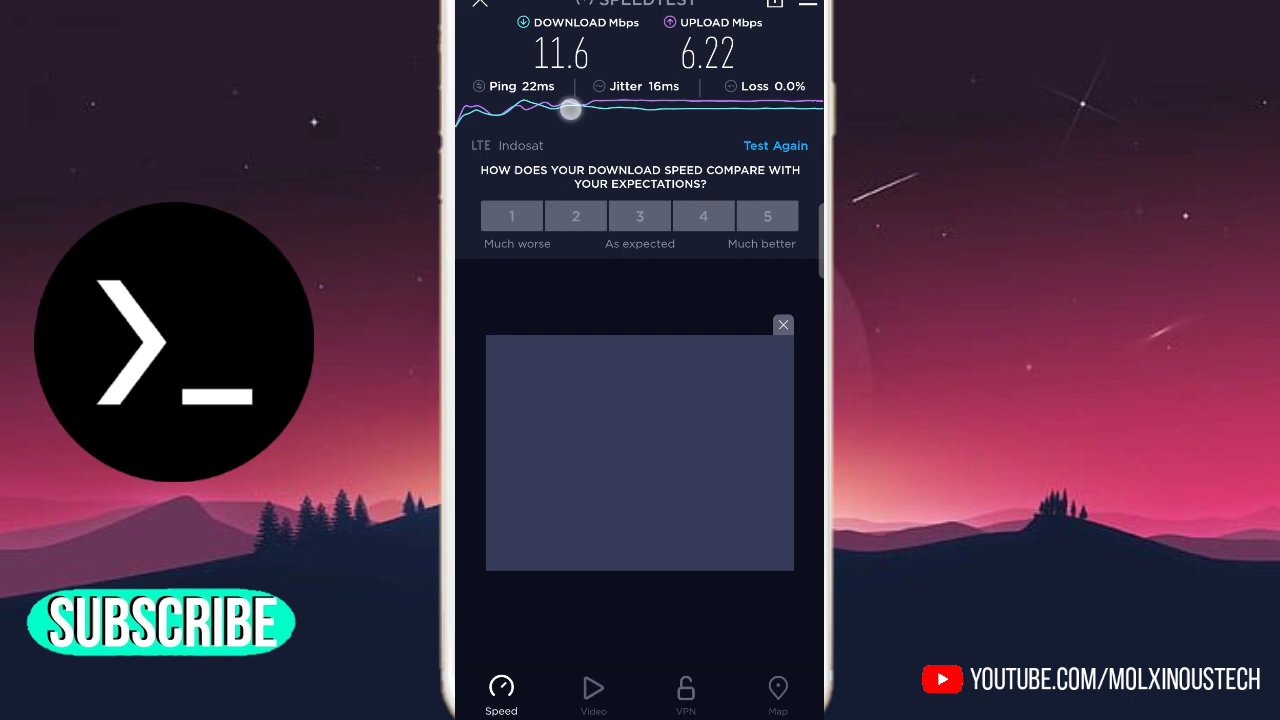 SPEEDTEST
DOWNLOAD Mbps
UPLOAD Mbps
11.6
6.22
Ping 22ms
Jitter 16ms
Loss 0.0%
LTE Indosat
Test Again
HOW DOES YOUR DOWNLOAD SPEED COMPARE WITH
YOUR EXPECTATIONS?
1 2 3 4 5
Much worse
As expected
Much better
SUBSCRIBE
YOUTUBE.COM/MOLXINOUSTECH
Speed
Video
VPN
Map